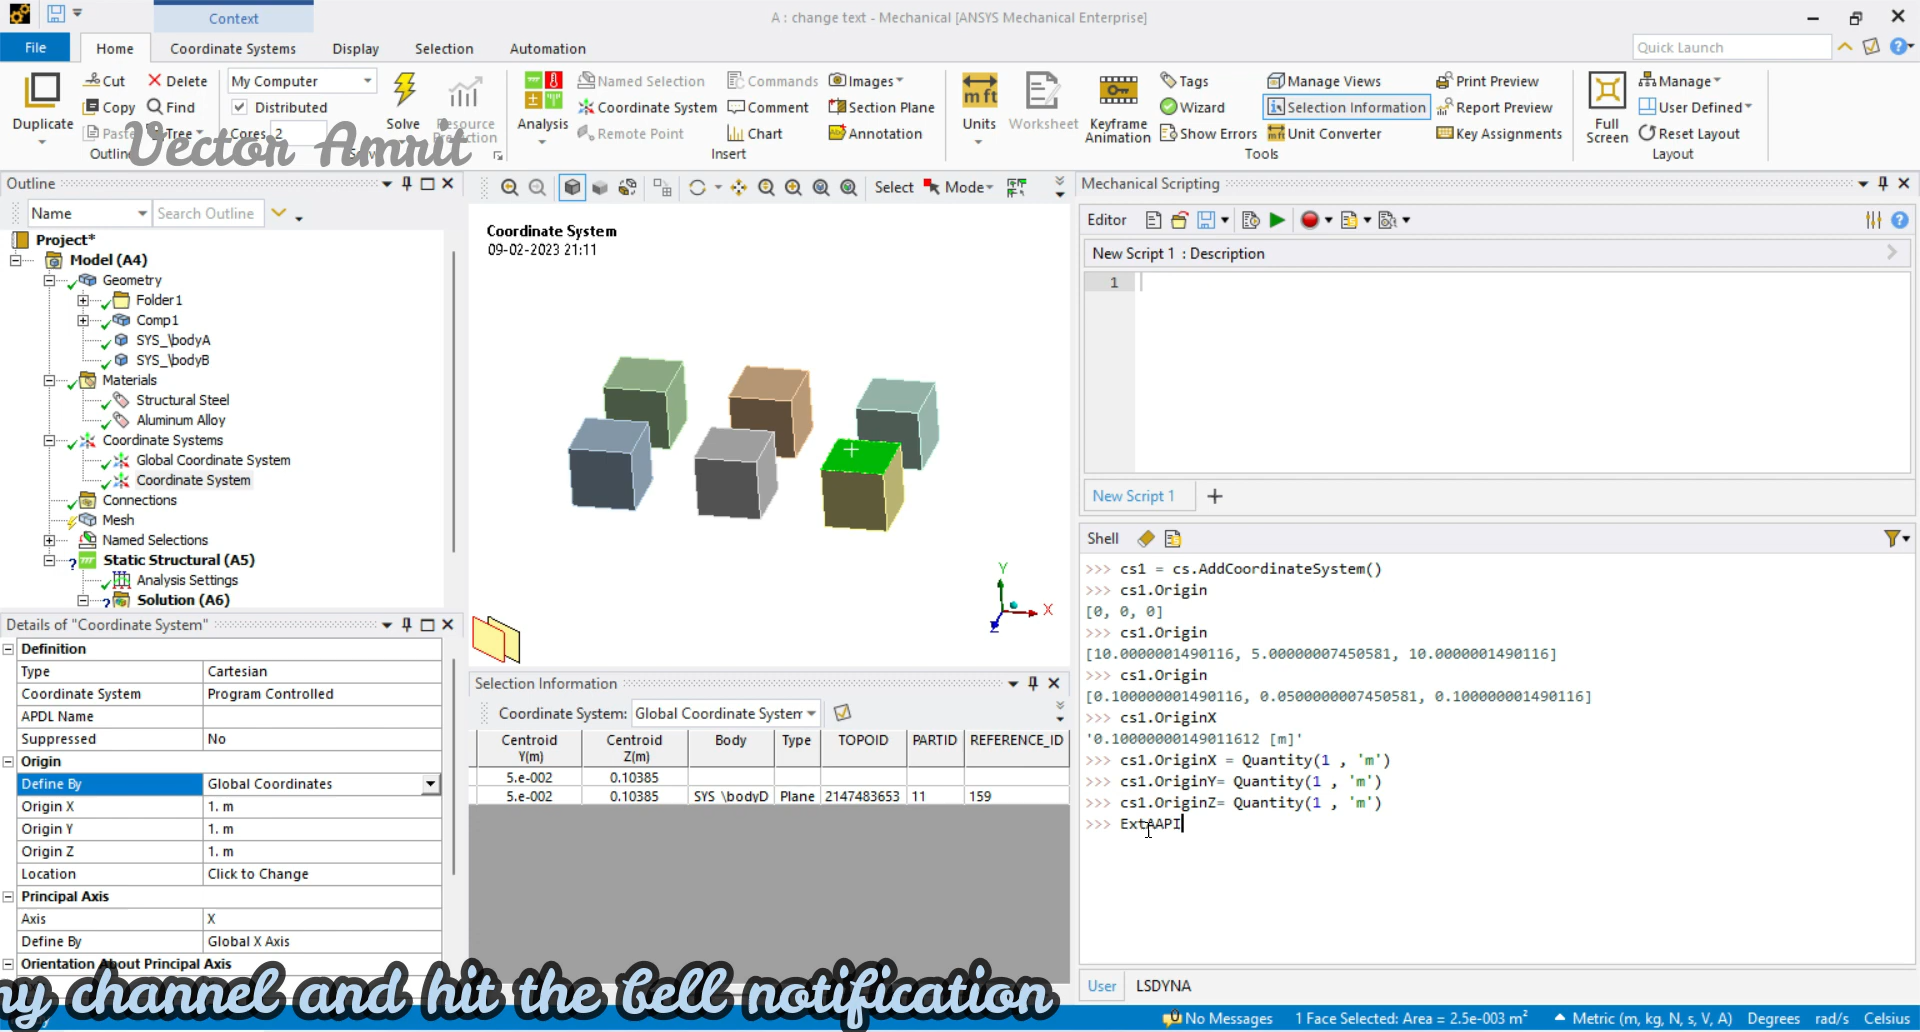 Context
A : change text - Mechanical [ANSYS Mechanical Enterprise]
File
Home
Coordinate Systems
Display
Selection
Automation
Quick Launch
Duplicate
Cut
Copy
Paste
Delete
Find
Tree
Outline
My Computer
Distributed
Cores 2
Solve
Resource Prediction
Vector Amrit
Analysis
Named Selection
Coordinate System
Remote Point
Commands
Comment
Chart
Images
Section Plane
Annotation
Insert
Units
Worksheet
Keyframe Animation
Tags
Wizard
Show Errors
Manage Views
Selection Information
Unit Converter
Print Preview
Report Preview
Key Assignments
Tools
Full Screen
Manage
User Defined
Reset Layout
Layout
Outline
Name
Search Outline
Project*
Model (A4)
Geometry
Folder1
Comp1
SYS_\bodyA
SYS_\bodyB
Materials
Structural Steel
Aluminum Alloy
Coordinate Systems
Global Coordinate System
Coordinate System
Connections
Mesh
Named Selections
Static Structural (A5)
Analysis Settings
Solution (A6)
Details of "Coordinate System"
Definition
Type Cartesian
Coordinate System Program Controlled
APDL Name
Suppressed No
Origin
Define By Global Coordinates
Origin X 1. m
Origin Y 1. m
Origin Z 1. m
Location Click to Change
Principal Axis
Axis X
Define By Global X Axis
Orientation About Principal Axis
Select
Mode
Coordinate System
09-02-2023 21:11
Y
X
Z
Selection Information
Coordinate System: Global Coordinate System
Centroid Y(m) Centroid Z(m) Body Type TOPOID PARTID REFERENCE_ID
5.e-002 0.10385
5.e-002 0.10385 SYS \bodyD Plane 2147483653 11 159
Mechanical Scripting
Editor
New Script 1 : Description
1
New Script 1 +
Shell
>>> cs1 = cs.AddCoordinateSystem()
>>> cs1.Origin
[0, 0, 0]
>>> cs1.Origin
[10.0000001490116, 5.00000007450581, 10.0000001490116]
>>> cs1.Origin
[0.100000001490116, 0.0500000007450581, 0.100000001490116]
>>> cs1.OriginX
'0.10000000149011612 [m]'
>>> cs1.OriginX = Quantity(1 , 'm')
>>> cs1.OriginY= Quantity(1 , 'm')
>>> cs1.OriginZ= Quantity(1 , 'm')
>>> ExtAAPI
User
LSDYNA
my channel and hit the bell notification
No Messages
1 Face Selected: Area = 2.5e-003 m²
Metric (m, kg, N, s, V, A)
Degrees
rad/s
Celsius